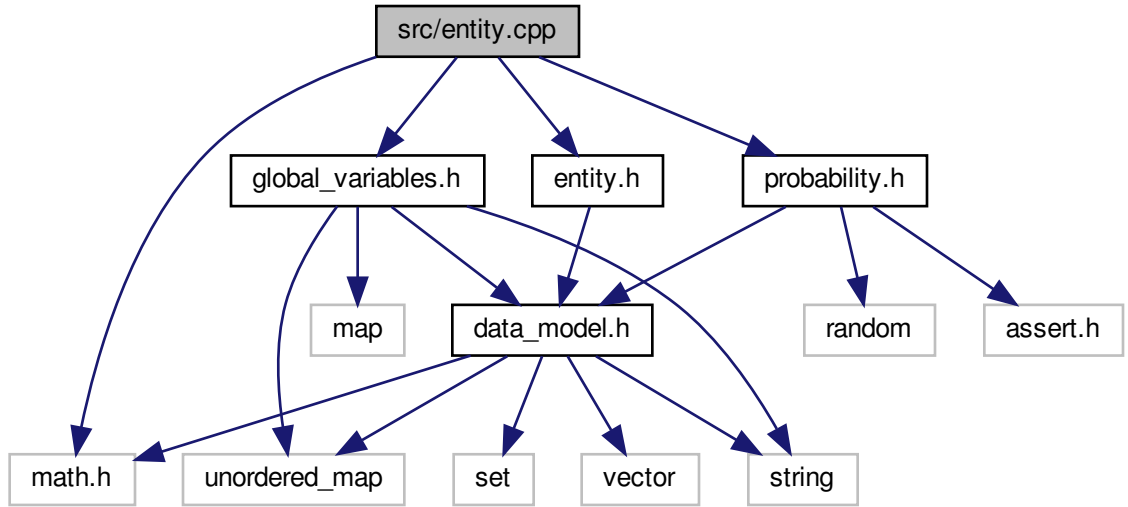 src/entity.cpp
global_variables.h
entity.h
probability.h
map
data_model.h
random
assert.h
math.h
unordered_map
set
vector
string